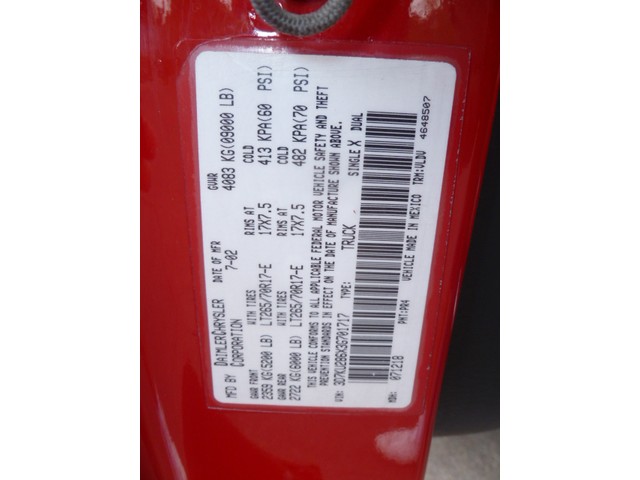 MFD BY DAIMLERCHRYSLER CORPORATION
DATE OF MFR 7-02
GVWR 4083 KG(09000 LB)
GAWR FRONT WITH TIRES RIMS AT COLD
2359 KG(5200 LB) LT265/70R17-E 17X7.5 413 KPA(60 PSI)
GAWR REAR WITH TIRES RIMS AT COLD
2722 KG(6000 LB) LT265/70R17-E 17X7.5 482 KPA(70 PSI)
THIS VEHICLE CONFORMS TO ALL APPLICABLE FEDERAL MOTOR VEHICLE SAFETY AND THEFT
PREVENTION STANDARDS IN EFFECT ON THE DATE OF MANUFACTURE SHOWN ABOVE.
VIN: 3D7KU286X3G701717 TYPE: TRUCK SINGLE X DUAL
MDH: 071218 PNT:PR4 VEHICLE MADE IN MEXICO TRM:VLDV 4648507